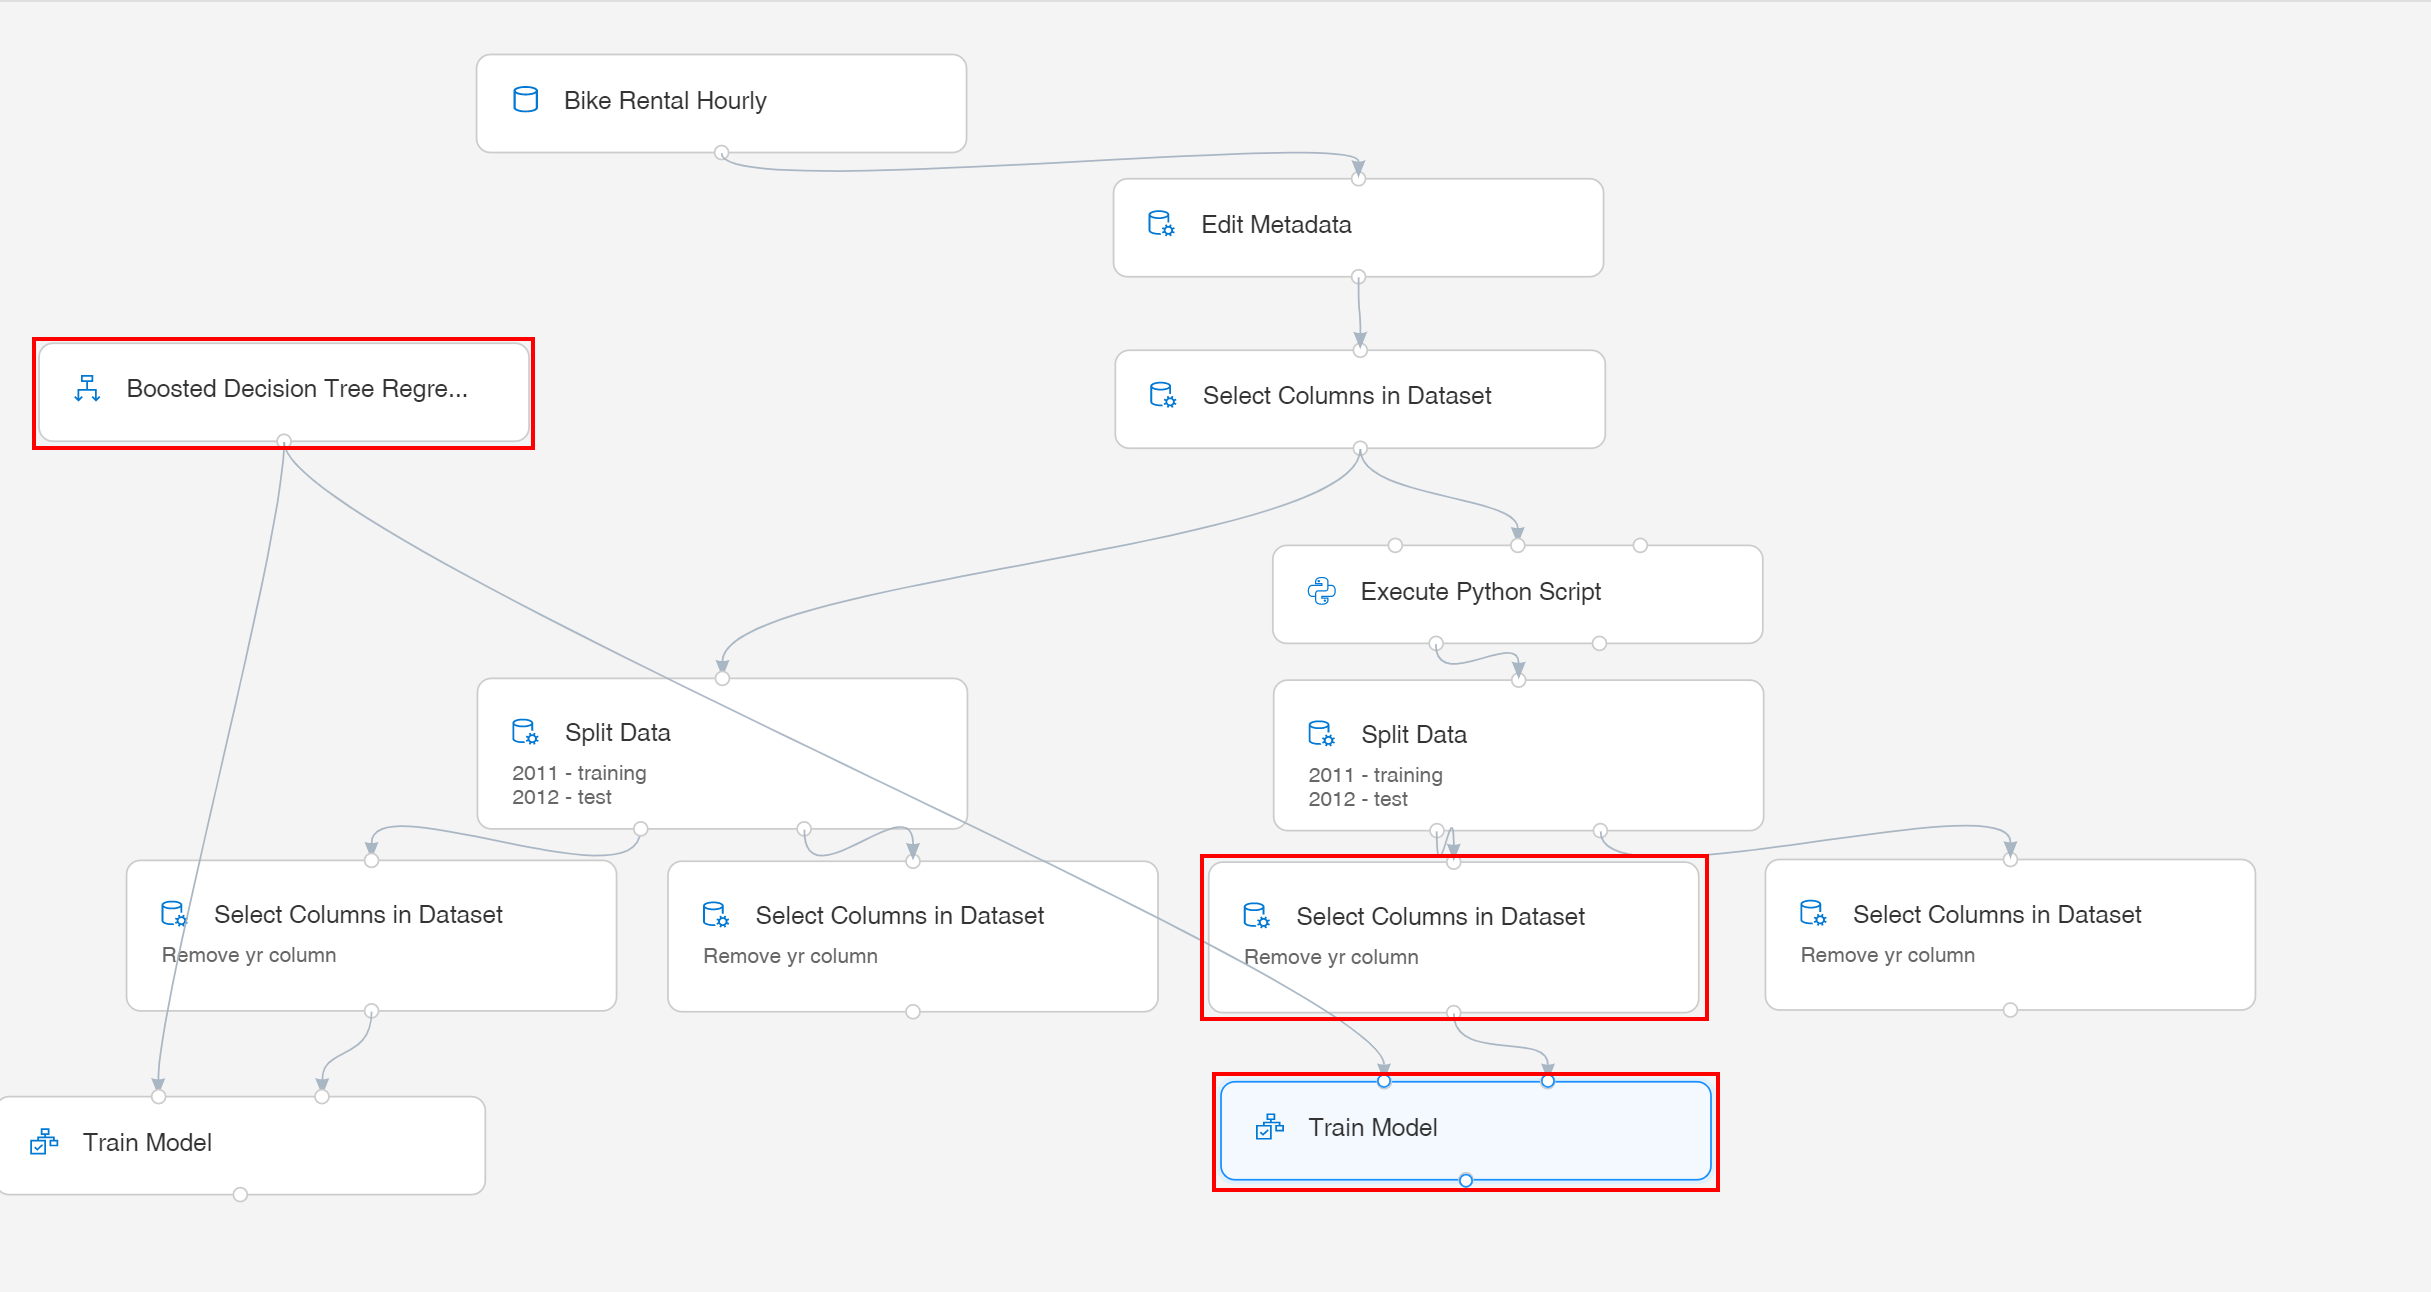 Bike Rental Hourly
Edit Metadata
Boosted Decision Tree Regre...
Select Columns in Dataset
Execute Python Script
Split Data
2011 - training
2012 - test
Split Data
2011 - training
2012 - test
Select Columns in Dataset
Remove yr column
Select Columns in Dataset
Remove yr column
Select Columns in Dataset
Remove yr column
Select Columns in Dataset
Remove yr column
Train Model
Train Model